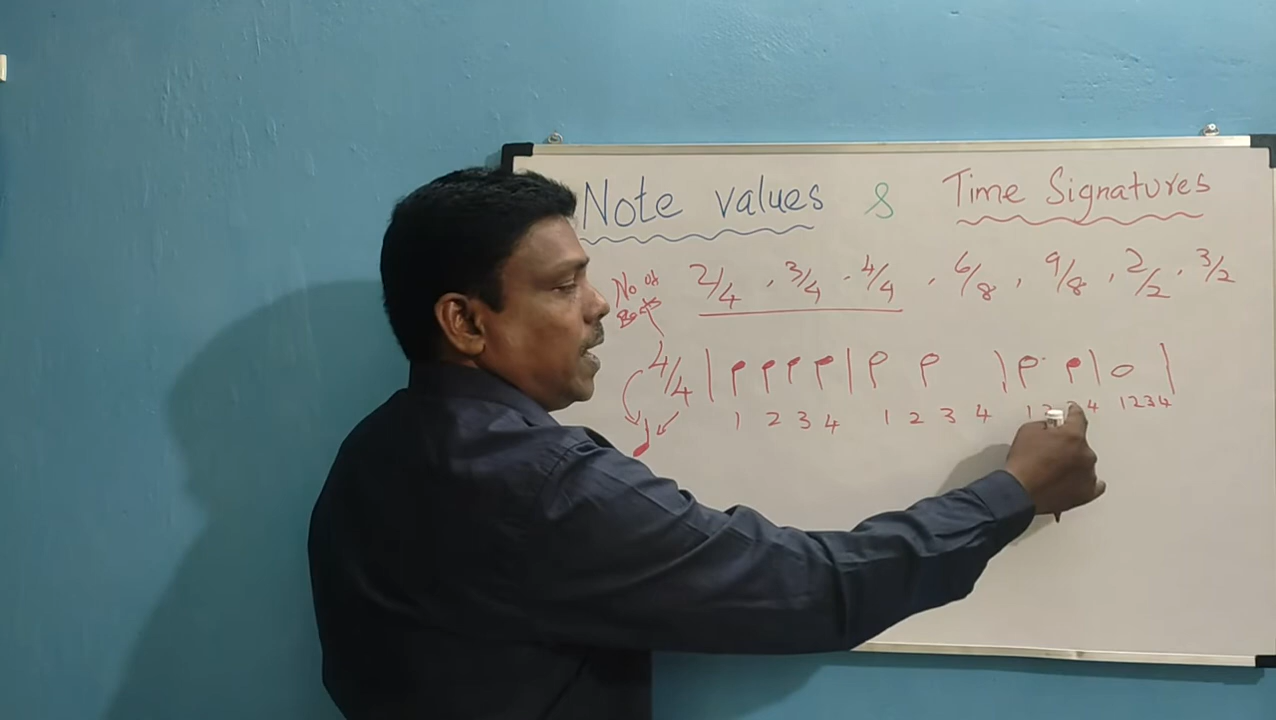 Note values & Time Signatures
No of Beats
2/4 , 3/4 , 4/4 , 6/8 , 9/8 , 2/2 , 3/2
4/4
1 2 3 4 1 2 3 4 1 2 3 4 1 2 3 4